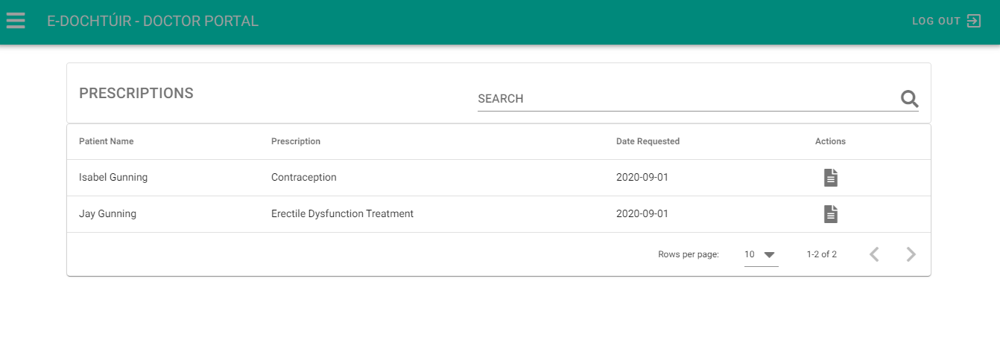 E-DOCHTÚIR - DOCTOR PORTAL LOG OUT
PRESCRIPTIONS
SEARCH
Patient Name Prescription Date Requested Actions
Isabel Gunning Contraception 2020-09-01
Jay Gunning Erectile Dysfunction Treatment 2020-09-01
Rows per page: 10 1-2 of 2